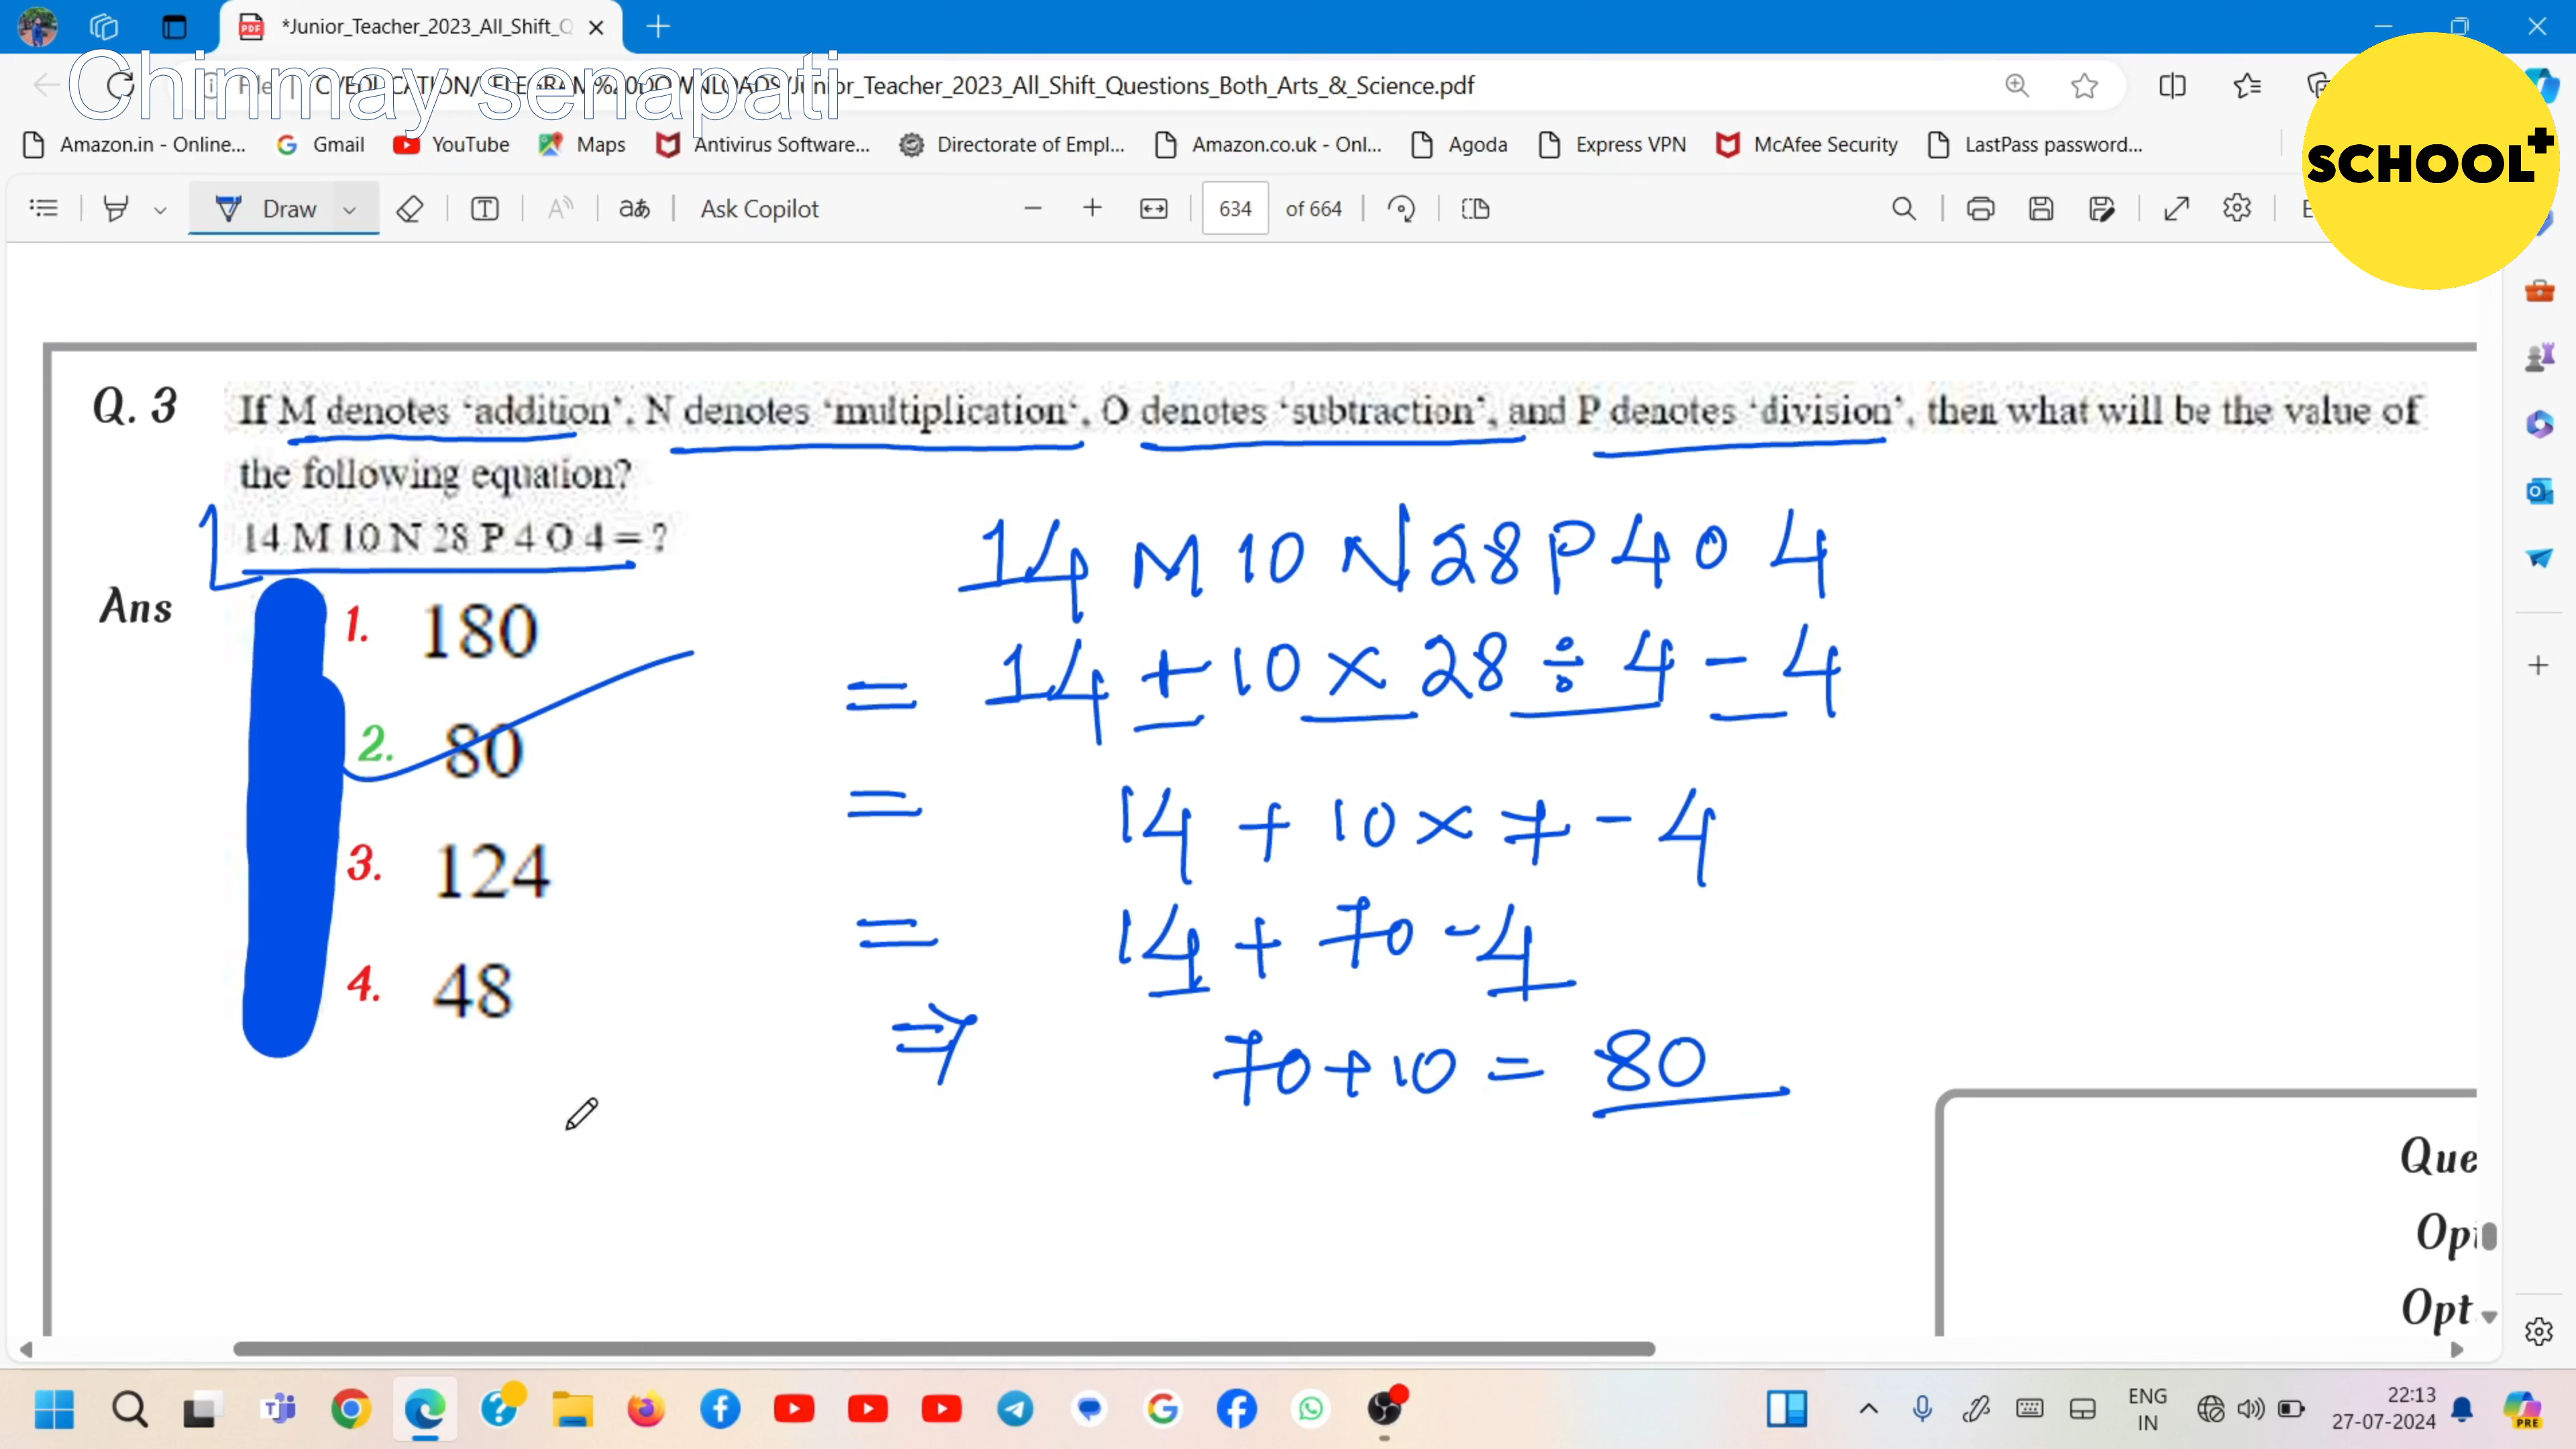 *Junior_Teacher_2023_All_Shift_Q
Chinmay senapati
C:/EDUCATION/TELEGRAM%20DOWNLOADS/Junior_Teacher_2023_All_Shift_Questions_Both_Arts_&_Science.pdf
Amazon.in - Online... Gmail YouTube Maps Antivirus Software... Directorate of Empl... Amazon.co.uk - Onl... Agoda Express VPN McAfee Security LastPass password...
SCHOOL+
Draw Ask Copilot 634 of 664
Q. 3 If M denotes ‘addition’, N denotes ‘multiplication‘, O denotes ‘subtraction’, and P denotes ‘division’, then what will be the value of
the following equation?
14 M 10 N 28 P 4 O 4 = ?
Ans
1. 180
2. 80
3. 124
4. 48
14 M 10 N 28 P 4 O 4
= 14 + 10 × 28 ÷ 4 - 4
= 14 + 10 × 7 - 4
= 14 + 70 - 4
⇒ 70 + 10 = 80
Que
Opt
ENG
IN
22:13
27-07-2024
PRE